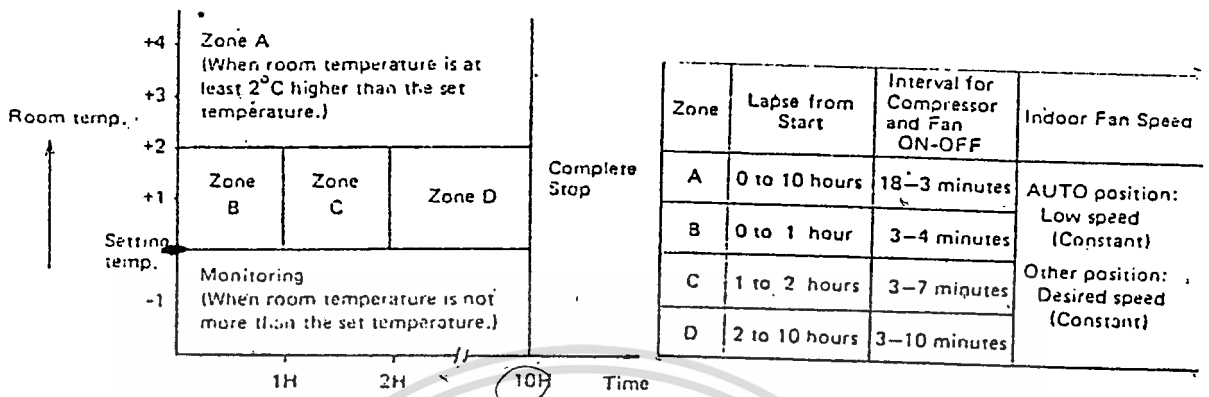 +4
Zone A
(When room temperature is at
least 2°C higher than the set
temperature.)
+3
Room temp.
+2
Zone
B
Zone
C
Zone D
Complete
Stop
+1
Setting
temp.
Monitoring
(When room temperature is not
more than the set temperature.)
-1
1H
2H
10H
Time
Zone
Lapse from
Start
Interval for
Compressor
and Fan
ON-OFF
Indoor Fan Speed
A
0 to 10 hours
18–3 minutes
B
0 to 1 hour
3–4 minutes
C
1 to 2 hours
3–7 minutes
D
2 to 10 hours
3–10 minutes
AUTO position:
Low speed
(Constant)
Other position:
Desired speed
(Constant)